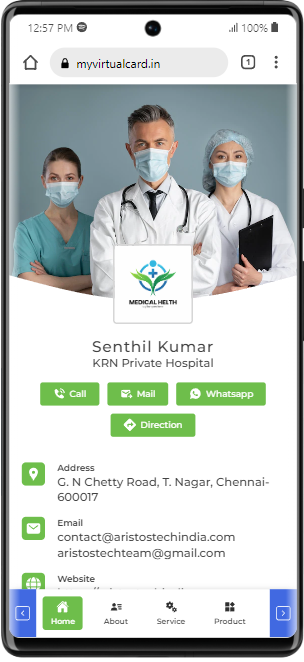 12:57 PM
100%
myvirtualcard.in
1
MEDICAL HELTH
Senthil Kumar
KRN Private Hospital
Call
Mail
Whatsapp
Direction
Address
G. N Chetty Road, T. Nagar, Chennai-
600017
Email
contact@aristostechindia.com
aristostechteam@gmail.com
Website
Home
About
Service
Product